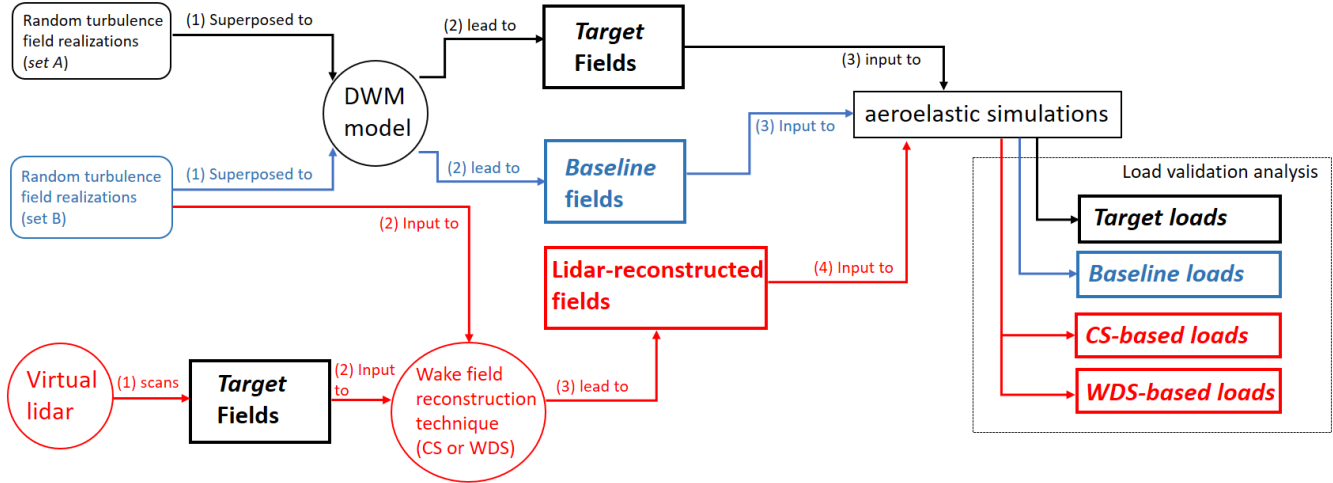 Random turbulence
field realizations
(set A)
(1) Superposed to
DWM
model
(2) lead to
Target
Fields
(3) input to
aeroelastic simulations
Random turbulence
field realizations
(set B)
(1) Superposed to
(2) lead to
Baseline
fields
(3) Input to
(2) Input to
Lidar-reconstructed
fields
(4) Input to
Virtual
lidar
(1) scans
Target
Fields
(2) Input
to
Wake field
reconstruction
technique
(CS or WDS)
(3) lead to
Load validation analysis
Target loads
Baseline loads
CS-based loads
WDS-based loads